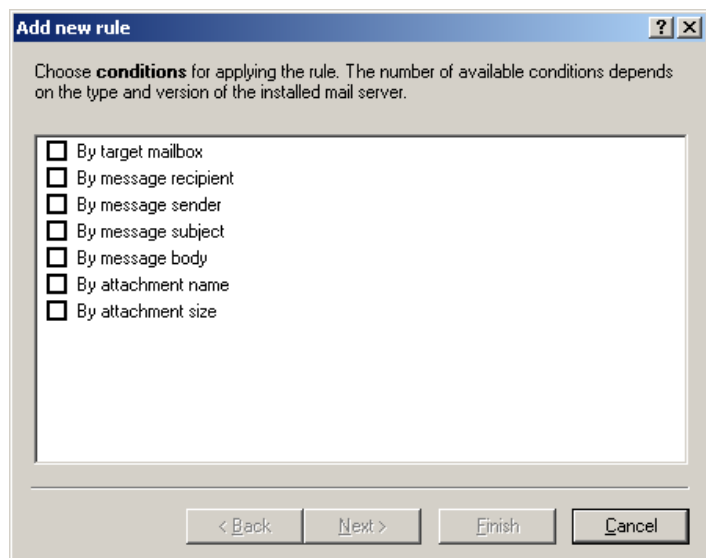 Add new rule
Choose conditions for applying the rule. The number of available conditions depends
on the type and version of the installed mail server.
By target mailbox
By message recipient
By message sender
By message subject
By message body
By attachment name
By attachment size
< Back
Next >
Finish
Cancel